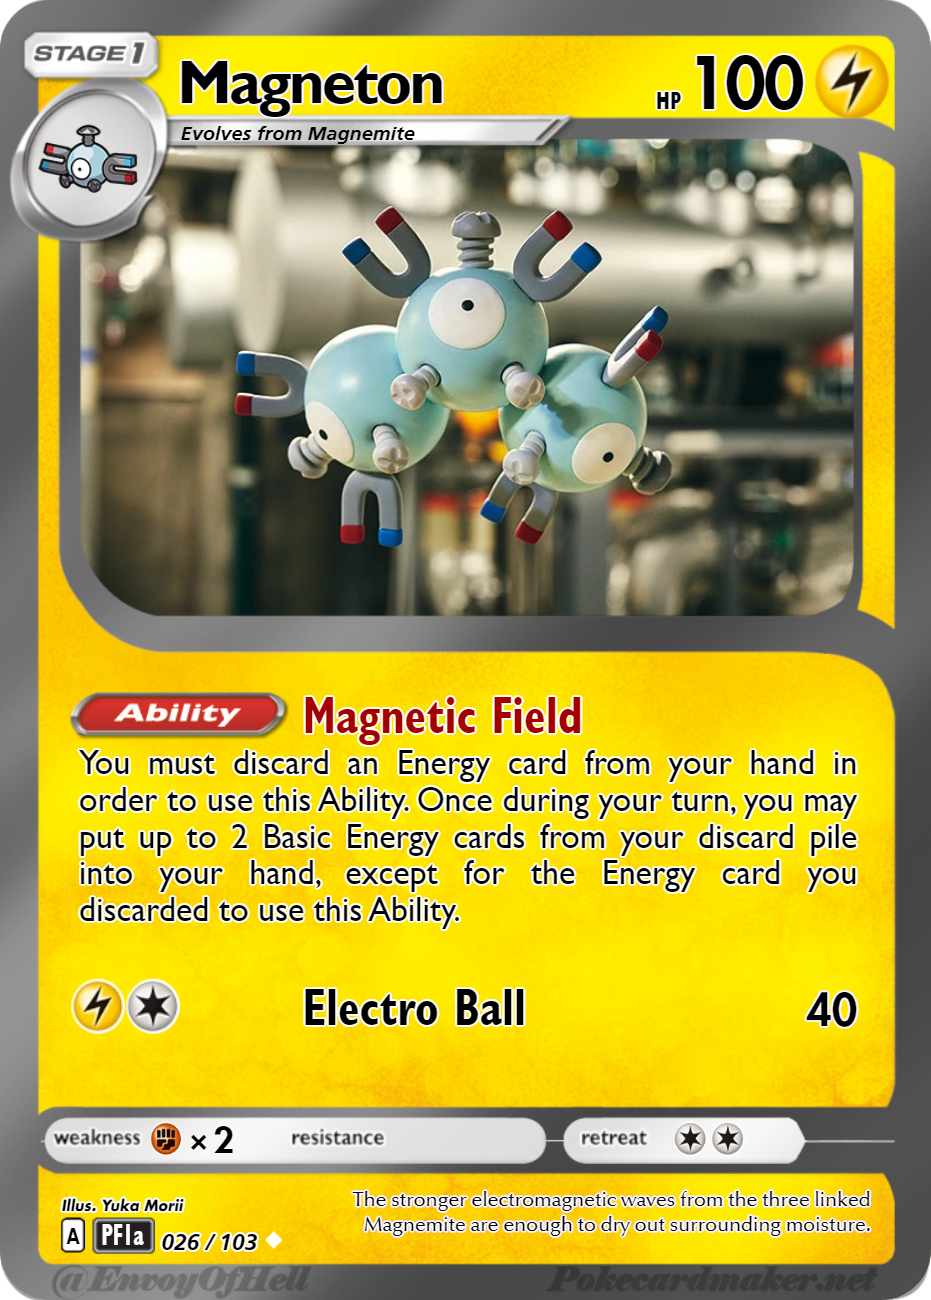 STAGE 1
Magneton
HP 100
Evolves from Magnemite
Ability Magnetic Field
You must discard an Energy card from your hand in
order to use this Ability. Once during your turn, you may
put up to 2 Basic Energy cards from your discard pile
into your hand, except for the Energy card you
discarded to use this Ability.
Electro Ball 40
weakness × 2 resistance retreat
Illus. Yuka Morii
A PF1a 026 / 103
The stronger electromagnetic waves from the three linked
Magnemite are enough to dry out surrounding moisture.
@EnvoyOfHell Pokecardmaker.net